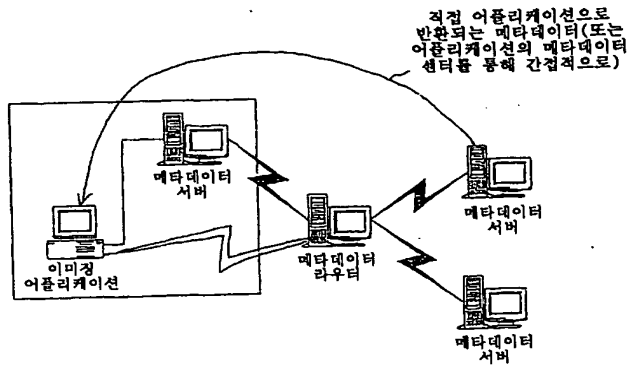 직접 어플리케이션으로
반환되는 메타데이터(또는
어플리케이션의 메타데이터
센터를 통해 간접적으로)
메타데이터
서버
메타데이터
서버
이미징
어플리케이션
메타데이터
라우터
메타데이터
서버